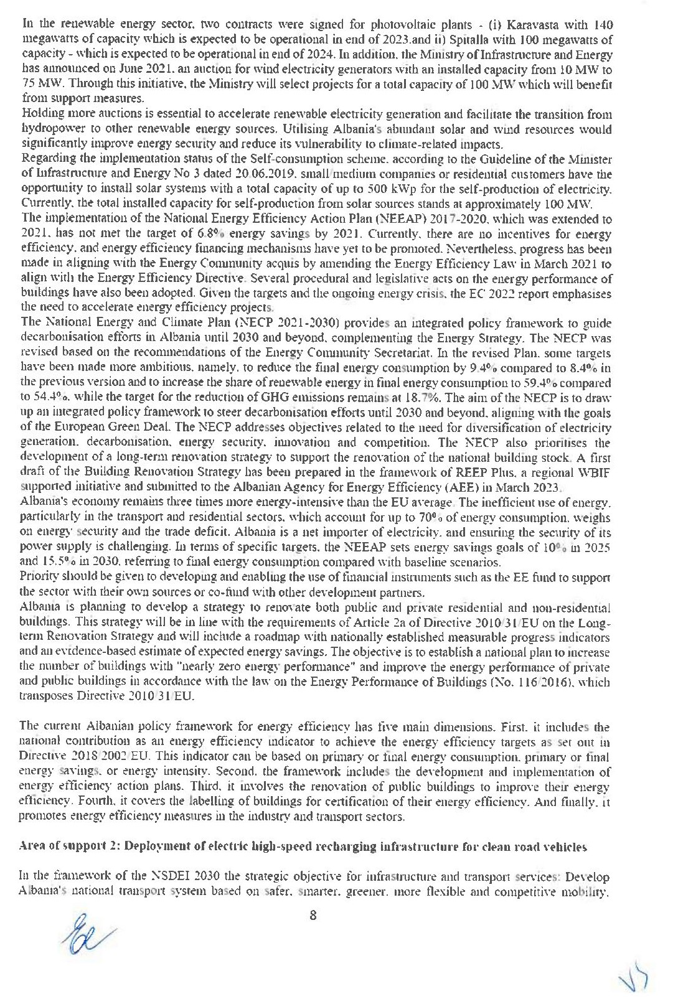 In the renewable energy sector, two contracts were signed for photovoltaic plants - (i) Karavasta with 140
megawatts of capacity which is expected to be operational in end of 2023.and ii) Spitalla with 100 megawatts of
capacity - which is expected to be operational in end of 2024. In addition, the Ministry of Infrastructure and Energy
has announced on June 2021, an auction for wind electricity generators with an installed capacity from 10 MW to
75 MW. Through this initiative, the Ministry will select projects for a total capacity of 100 MW which will benefit
from support measures.
Holding more auctions is essential to accelerate renewable electricity generation and facilitate the transition from
hydropower to other renewable energy sources. Utilising Albania's abundant solar and wind resources would
significantly improve energy security and reduce its vulnerability to climate-related impacts.
Regarding the implementation status of the Self-consumption scheme, according to the Guideline of the Minister
of Infrastructure and Energy No 3 dated 20.06.2019, small/medium companies or residential customers have the
opportunity to install solar systems with a total capacity of up to 500 kWp for the self-production of electricity.
Currently, the total installed capacity for self-production from solar sources stands at approximately 100 MW.
The implementation of the National Energy Efficiency Action Plan (NEEAP) 2017-2020, which was extended to
2021, has not met the target of 6.8% energy savings by 2021. Currently, there are no incentives for energy
efficiency, and energy efficiency financing mechanisms have yet to be promoted. Nevertheless, progress has been
made in aligning with the Energy Community acquis by amending the Energy Efficiency Law in March 2021 to
align with the Energy Efficiency Directive. Several procedural and legislative acts on the energy performance of
buildings have also been adopted. Given the targets and the ongoing energy crisis, the EC 2022 report emphasises
the need to accelerate energy efficiency projects.
The National Energy and Climate Plan (NECP 2021-2030) provides an integrated policy framework to guide
decarbonisation efforts in Albania until 2030 and beyond, complementing the Energy Strategy. The NECP was
revised based on the recommendations of the Energy Community Secretariat. In the revised Plan, some targets
have been made more ambitious, namely, to reduce the final energy consumption by 9.4% compared to 8.4% in
the previous version and to increase the share of renewable energy in final energy consumption to 59.4% compared
to 54.4%, while the target for the reduction of GHG emissions remains at 18.7%. The aim of the NECP is to draw
up an integrated policy framework to steer decarbonisation efforts until 2030 and beyond, aligning with the goals
of the European Green Deal. The NECP addresses objectives related to the need for diversification of electricity
generation, decarbonisation, energy security, innovation and competition. The NECP also prioritises the
development of a long-term renovation strategy to support the renovation of the national building stock. A first
draft of the Building Renovation Strategy has been prepared in the framework of REEP Plus, a regional WBIF
supported initiative and submitted to the Albanian Agency for Energy Efficiency (AEE) in March 2023.
Albania's economy remains three times more energy-intensive than the EU average. The inefficient use of energy,
particularly in the transport and residential sectors, which account for up to 70% of energy consumption, weighs
on energy security and the trade deficit. Albania is a net importer of electricity, and ensuring the security of its
power supply is challenging. In terms of specific targets, the NEEAP sets energy savings goals of 10% in 2025
and 15.5% in 2030, referring to final energy consumption compared with baseline scenarios.
Priority should be given to developing and enabling the use of financial instruments such as the EE fund to support
the sector with their own sources or co-fund with other development partners.
Albania is planning to develop a strategy to renovate both public and private residential and non-residential
buildings. This strategy will be in line with the requirements of Article 2a of Directive 2010/31/EU on the Long-
term Renovation Strategy and will include a roadmap with nationally established measurable progress indicators
and an evidence-based estimate of expected energy savings. The objective is to establish a national plan to increase
the number of buildings with "nearly zero energy performance" and improve the energy performance of private
and public buildings in accordance with the law on the Energy Performance of Buildings (No. 116/2016), which
transposes Directive 2010/31/EU.
The current Albanian policy framework for energy efficiency has five main dimensions. First, it includes the
national contribution as an energy efficiency indicator to achieve the energy efficiency targets as set out in
Directive 2018/2002/EU. This indicator can be based on primary or final energy consumption, primary or final
energy savings, or energy intensity. Second, the framework includes the development and implementation of
energy efficiency action plans. Third, it involves the renovation of public buildings to improve their energy
efficiency. Fourth, it covers the labelling of buildings for certification of their energy efficiency. And finally, it
promotes energy efficiency measures in the industry and transport sectors.
Area of support 2: Deployment of electric high-speed recharging infrastructure for clean road vehicles
In the framework of the NSDEI 2030 the strategic objective for infrastructure and transport services: Develop
Albania's national transport system based on safer, smarter, greener, more flexible and competitive mobility,
8